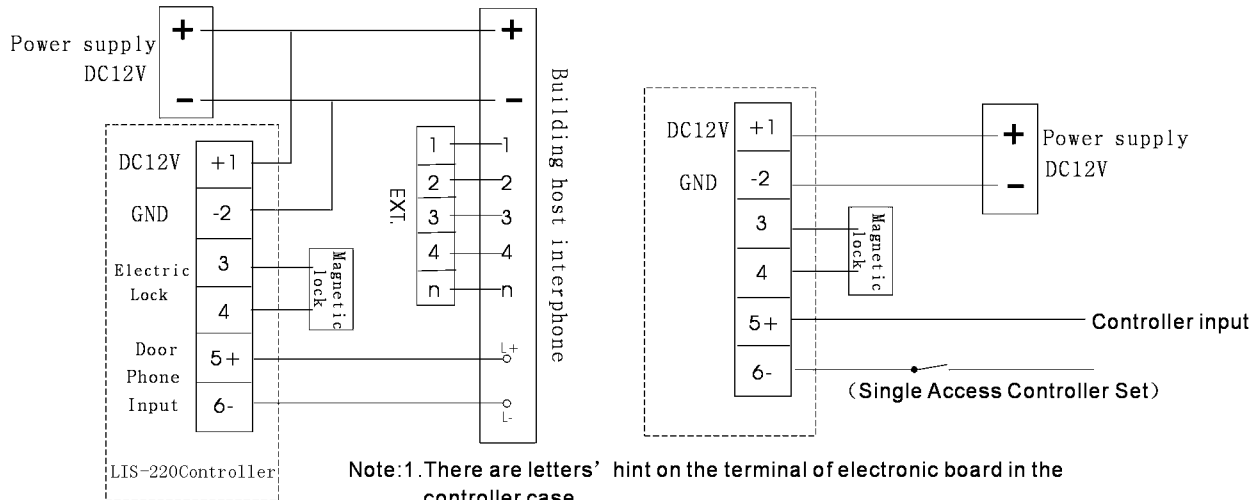 Power supply
DC12V
+
−
DC12V
GND
Electric
Lock
Door
Phone
Input
+1
-2
3
4
5+
6-
Magnetic
lock
LIS-220Controller
EXT.
1
2
3
4
n
+
−
1
2
3
4
n
L+
L-
Building host interphone
DC12V
GND
+1
-2
3
4
5+
6-
Magnetic
lock
+
−
Power supply
DC12V
Controller input
（Single Access Controller Set）
Note:1.There are letters’ hint on the terminal of electronic board in the
controller case